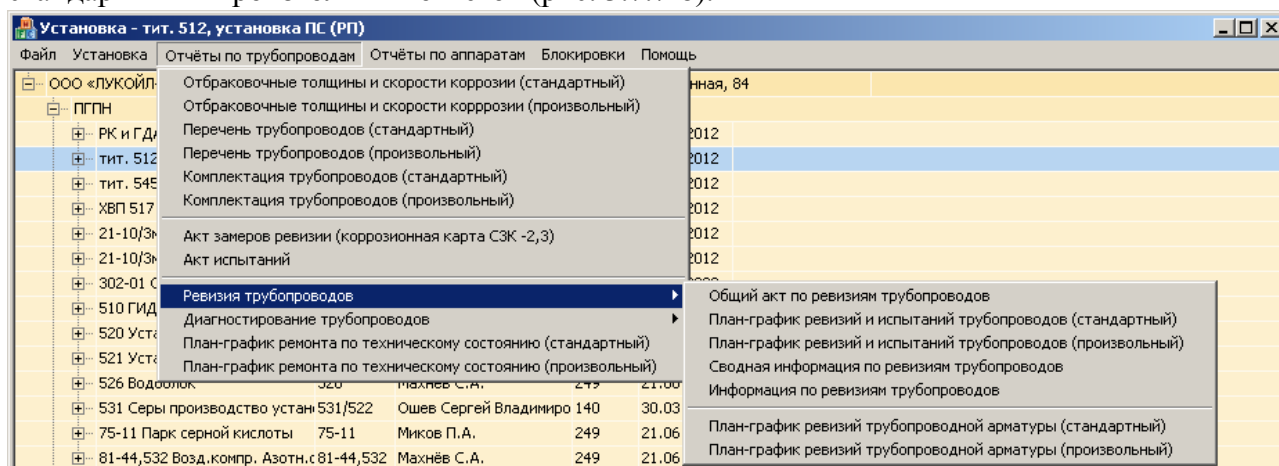 Установка - тит. 512, установка ПС (РП)
Файл Установка Отчёты по трубопроводам Отчёты по аппаратам Блокировки Помощь
ООО «ЛУКОЙЛ- нная, 84
Отбраковочные толщины и скорости коррозии (стандартный)
Отбраковочные толщины и скорости корррозии (произвольный)
Перечень трубопроводов (стандартный)
Перечень трубопроводов (произвольный)
Комплектация трубопроводов (стандартный)
Комплектация трубопроводов (произвольный)
Акт замеров ревизии (коррозионная карта СЗК -2,3)
Акт испытаний
Ревизия трубопроводов
Диагностирование трубопроводов
План-график ремонта по техническому состоянию (стандартный)
План-график ремонта по техническому состоянию (произвольный)
Общий акт по ревизиям трубопроводов
План-график ревизий и испытаний трубопроводов (стандартный)
План-график ревизий и испытаний трубопроводов (произвольный)
Сводная информация по ревизиям трубопроводов
Информация по ревизиям трубопроводов
План-график ревизий трубопроводной арматуры (стандартный)
План-график ревизий трубопроводной арматуры (произвольный)
ПГПН
РК и ГД 2012
тит. 512 2012
тит. 545 2012
ХВП 517 2012
21-10/3 2012
21-10/3 2012
302-01
510 ГИД
520 Уста
521 Уста
526 Водоблок 526 Махнёв С.А. 249 21.06
531 Серы производство устан 531/522 Ошев Сергей Владимиро 140 30.03
75-11 Парк серной кислоты 75-11 Миков П.А. 249 21.06
81-44,532 Возд.компр. Азотн.с 81-44,532 Махнёв С.А. 249 21.06